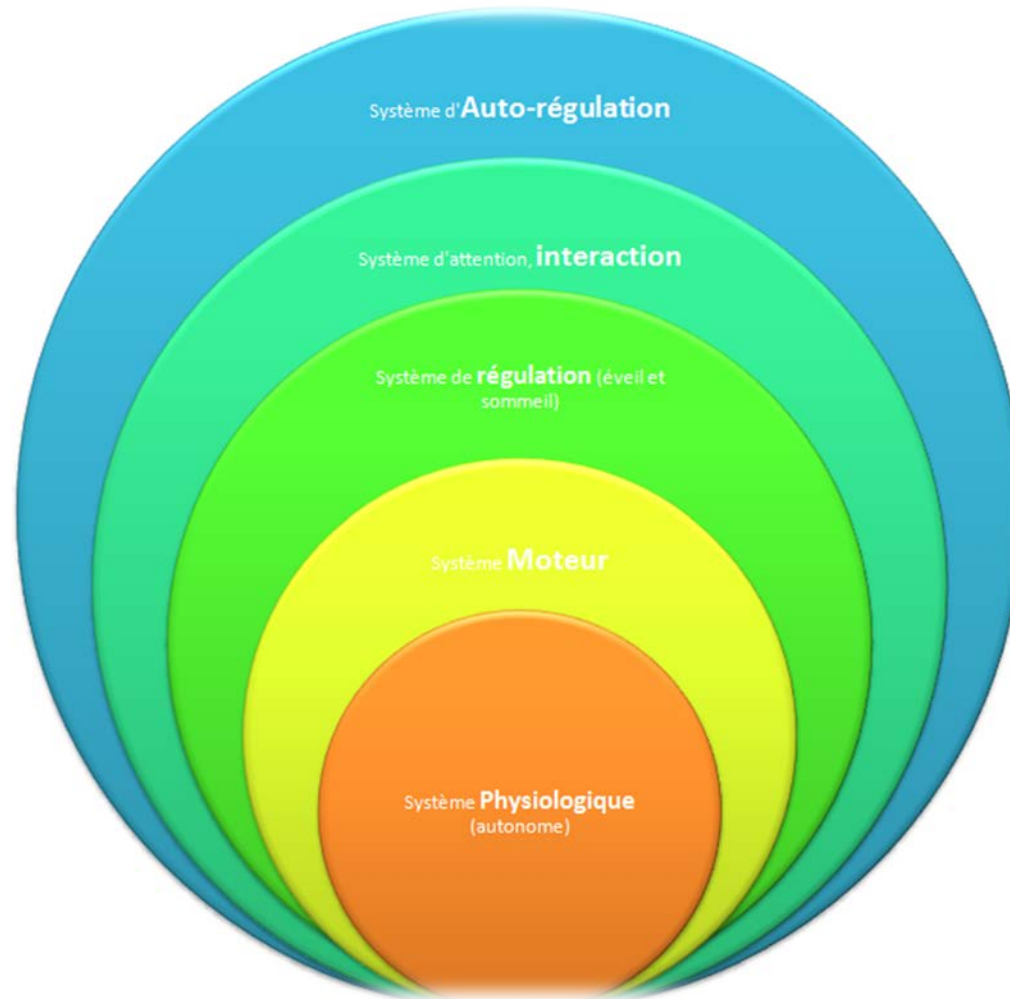 Système d'Auto-régulation
Système d'attention, interaction
Système de régulation (éveil et
sommeil)
Système Moteur
Système Physiologique
(autonome)